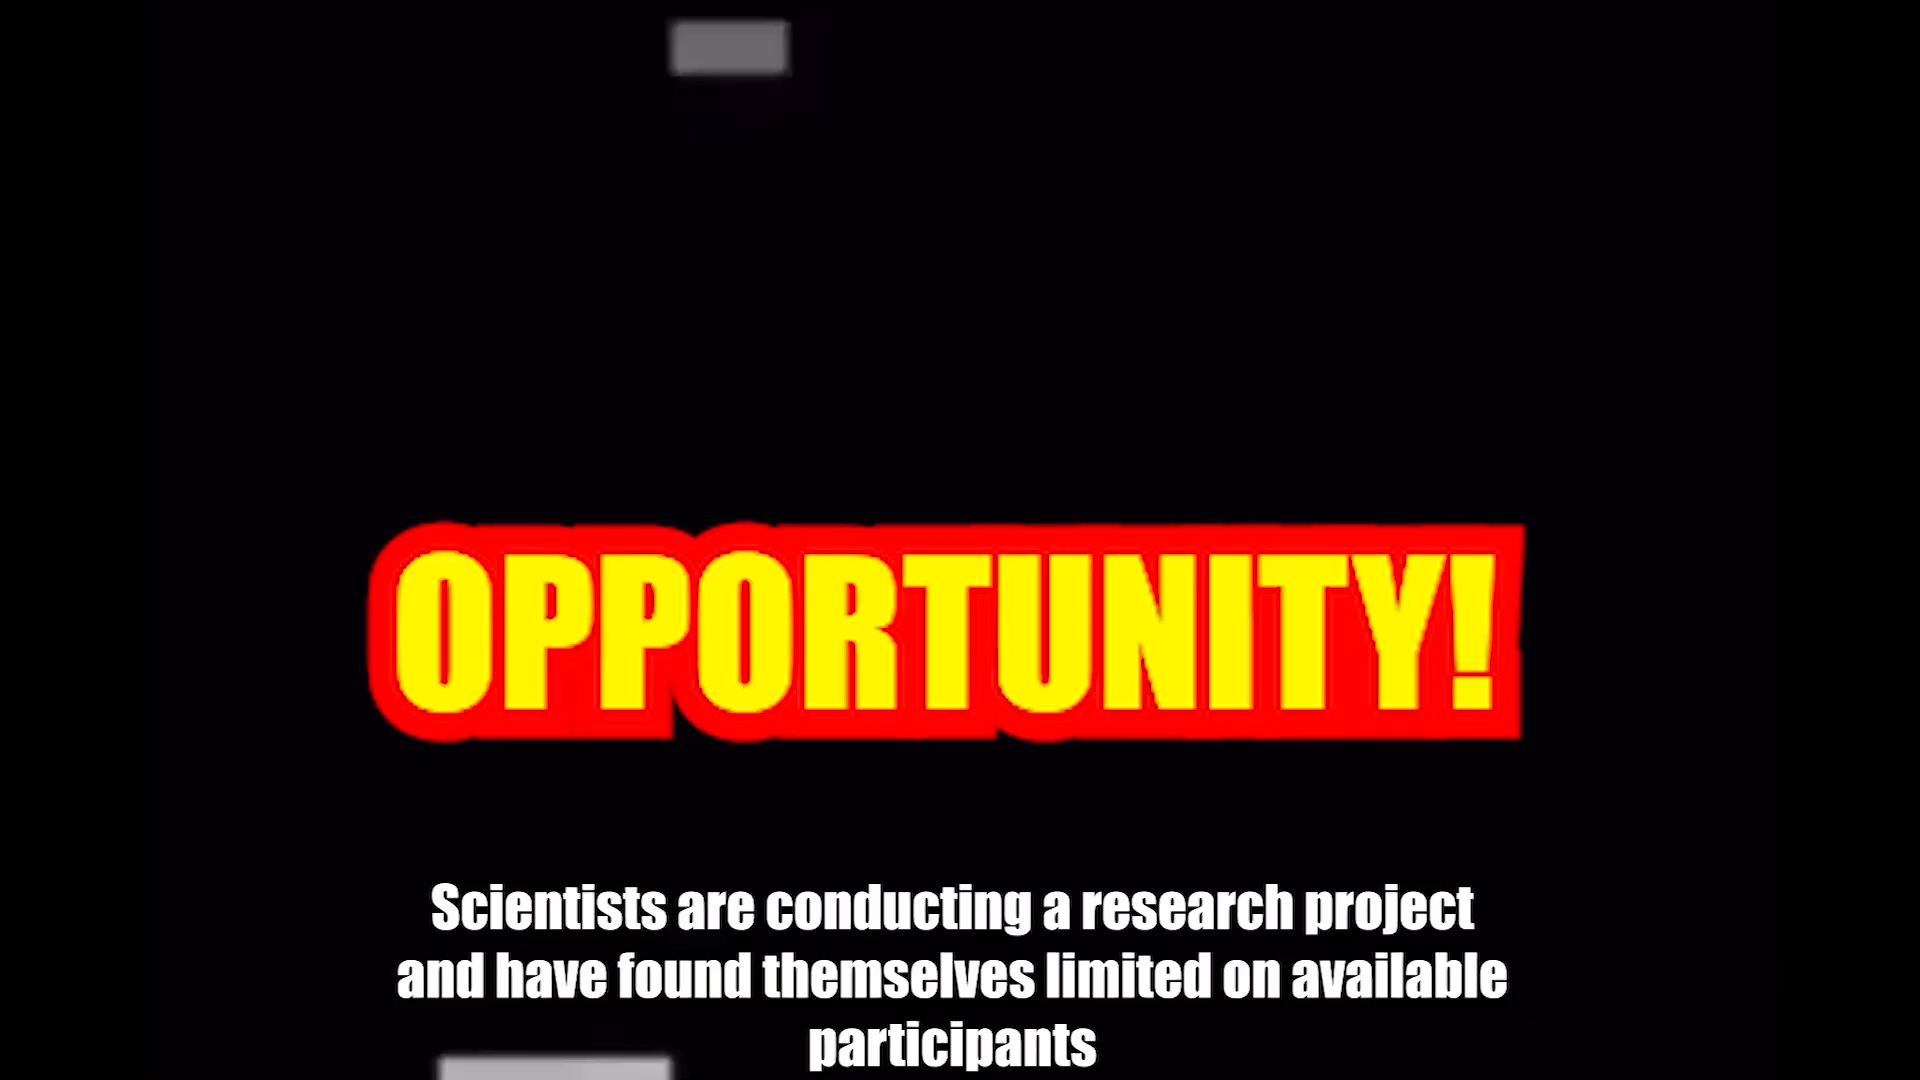 OPPORTUNITY!
Scientists are conducting a research project
and have found themselves limited on available
participants